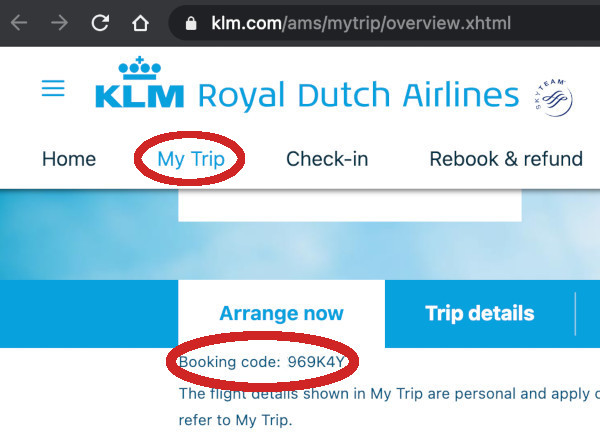 klm.com/ams/mytrip/overview.xhtml
KLM Royal Dutch Airlines
SKYTEAM
Home My Trip Check-in Rebook & refund
Arrange now Trip details
Booking code: 969K4Y
The flight details shown in My Trip are personal and apply
refer to My Trip.